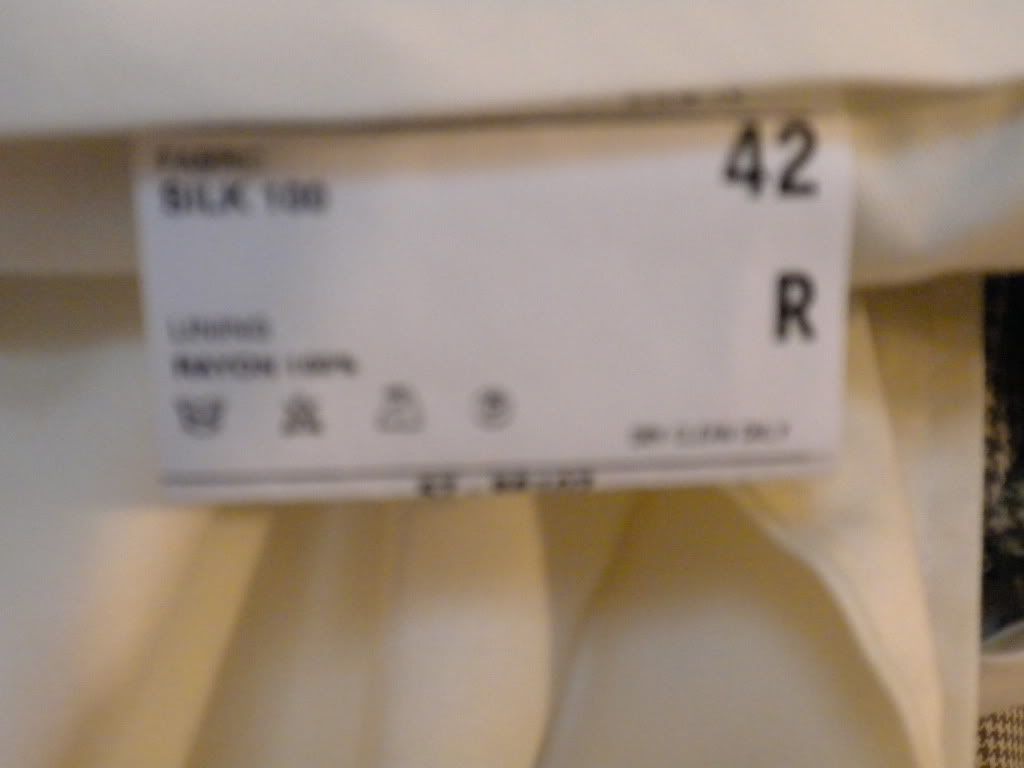 FABRIC
SILK 100
42
R
LINING
RAYON 100%
DRY CLEAN ONLY